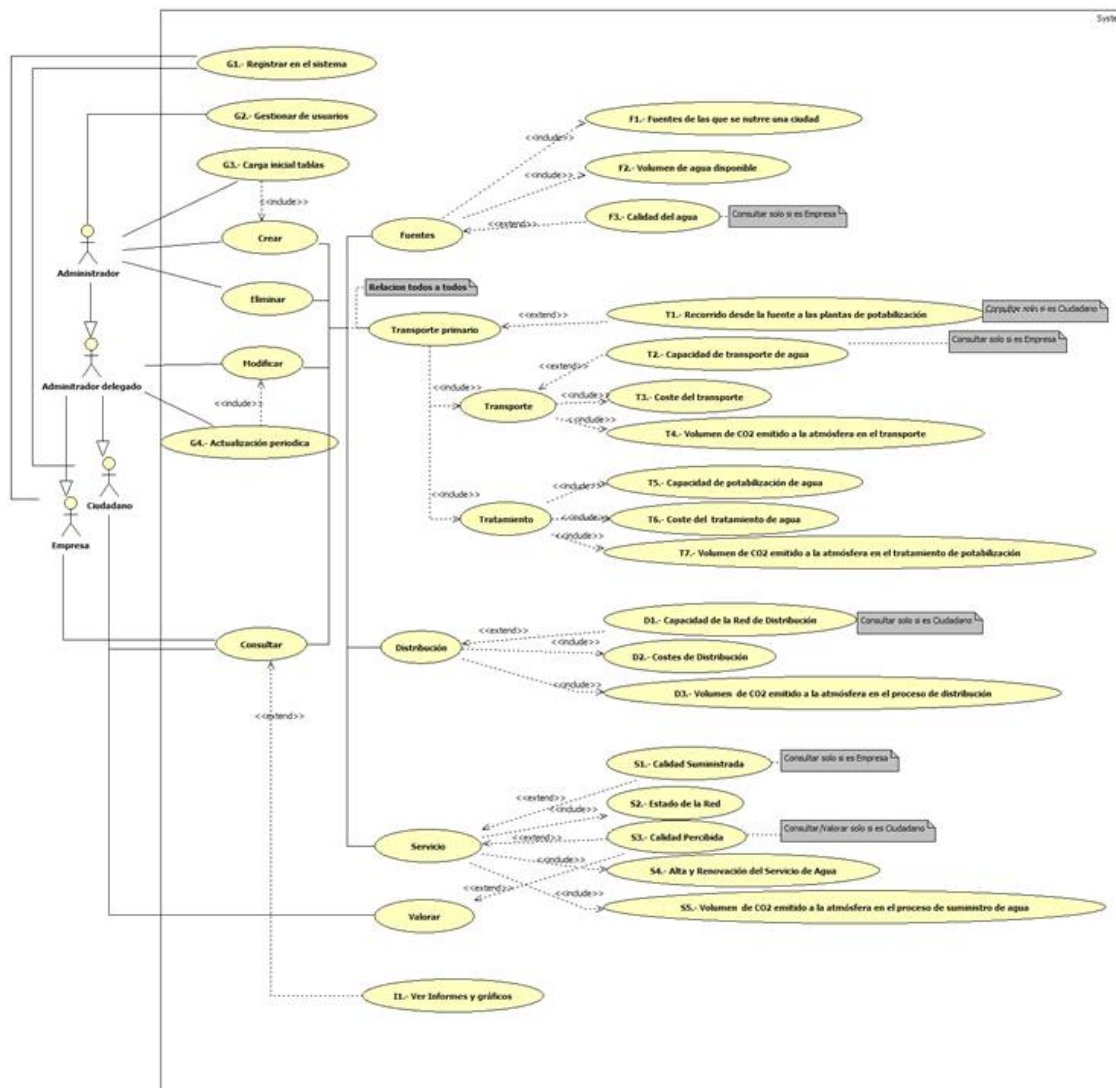 Syste
G1.- Registrar en el sistema
G2.- Gestionar de usuarios
G3.- Carga inicial tablas
<<include>>
Crear
Eliminar
Modificar
<<include>>
G4.- Actualización periodica
Administrador
Admnitrador delegado
Ciudadano
Empresa
Consultar
<<extend>>
F1.- Fuentes de las que se nutrre una ciudad
<<include>>
F2.- Volumen de agua disponible
<<include>>
F3.- Calidad del agua
Consultar solo si es Empresa
<<extend>>
Fuentes
Relacion todos a todos
Transporte primario
<<extend>>
T1.- Recorrido desde la fuente a las plantas de potabilización
Consultar solo si es Ciudadano
T2.- Capacidad de transporte de agua
Consultar solo si es Empresa
<<extend>>
<<include>>
Transporte
<<include>>
T3.- Coste del transporte
<<include>>
T4.- Volumen de CO2 emitido a la atmósfera en el transporte
<<include>>
T5.- Capacidad de potabilización de agua
<<include>>
Tratamiento
<<include>>
T6.- Coste del tratamiento de agua
<<include>>
T7.- Volumen de CO2 emitido a la atmósfera en el tratamiento de potabilización
D1.- Capacidad de la Red de Distribución
Consultar solo si es Ciudadano
<<extend>>
<<include>>
Distribución
D2.- Costes de Distribución
<<include>>
D3.- Volumen de CO2 emitido a la atmósfera en el proceso de distribución
S1.- Calidad Suministrada
Consultar solo si es Empresa
<<extend>>
S2.- Estado de la Red
<<include>>
S3.- Calidad Percibida
Consultar/Valorar solo si es Ciudadano
<<extend>>
Servicio
<<include>>
S4.- Alta y Renovación del Servicio de Agua
<<extend>>
<<include>>
S5.- Volumen de CO2 emitido a la atmósfera en el proceso de suministro de agua
Valorar
I1.- Ver Informes y gráficos